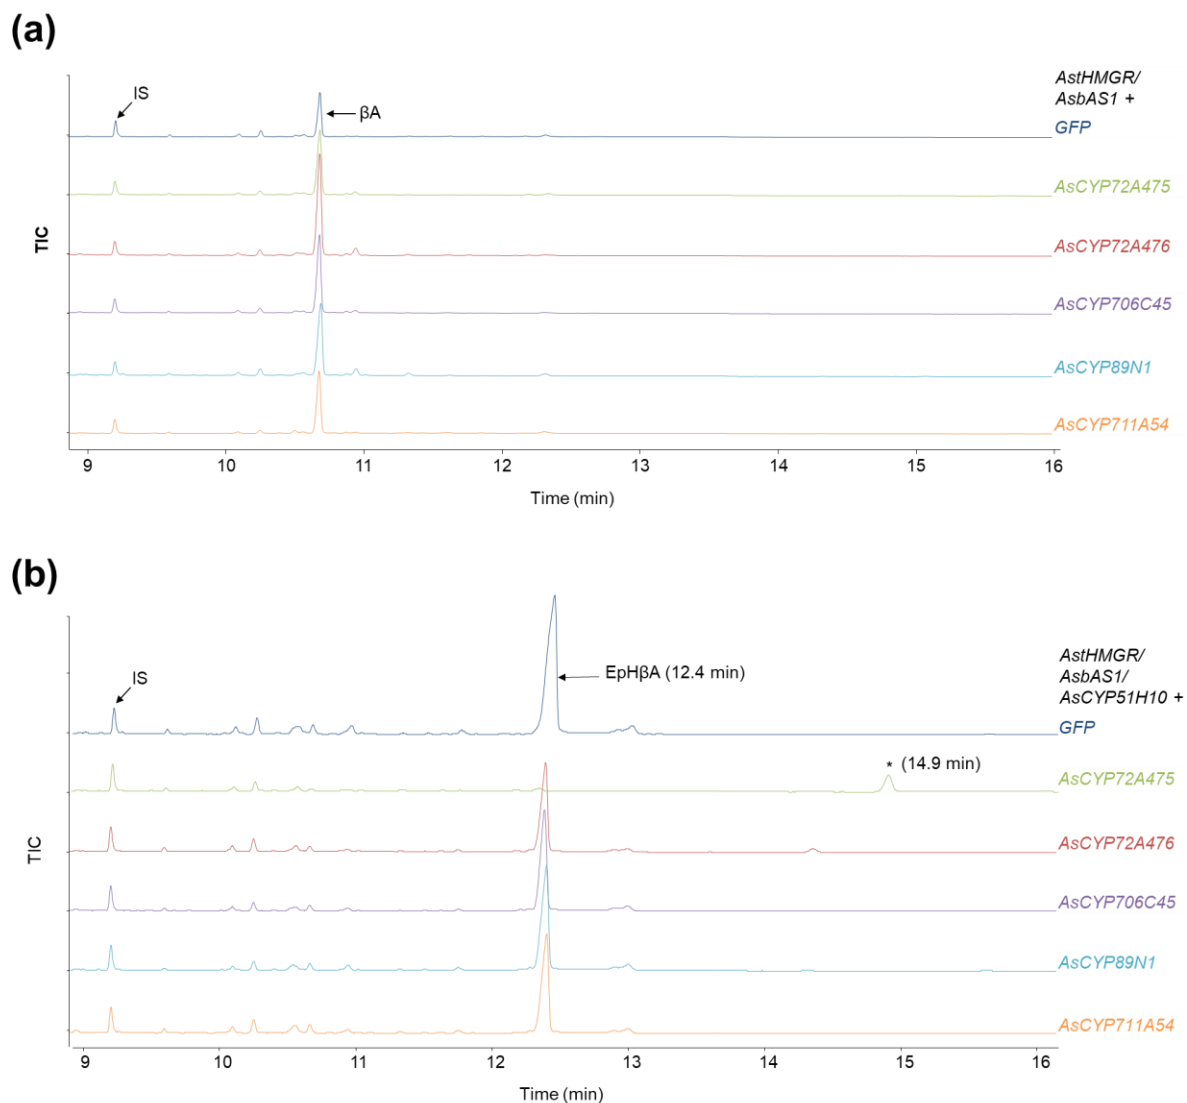 (a)
IS
βA
AstHMGR/
AsbAS1 +
GFP
AsCYP72A475
AsCYP72A476
AsCYP706C45
AsCYP89N1
AsCYP711A54
TIC
9 10 11 12 13 14 15 16
Time (min)
(b)
IS
EpHβA (12.4 min)
AstHMGR/
AsbAS1/
AsCYP51H10 +
GFP
* (14.9 min)
AsCYP72A475
AsCYP72A476
AsCYP706C45
AsCYP89N1
AsCYP711A54
TIC
9 10 11 12 13 14 15 16
Time (min)